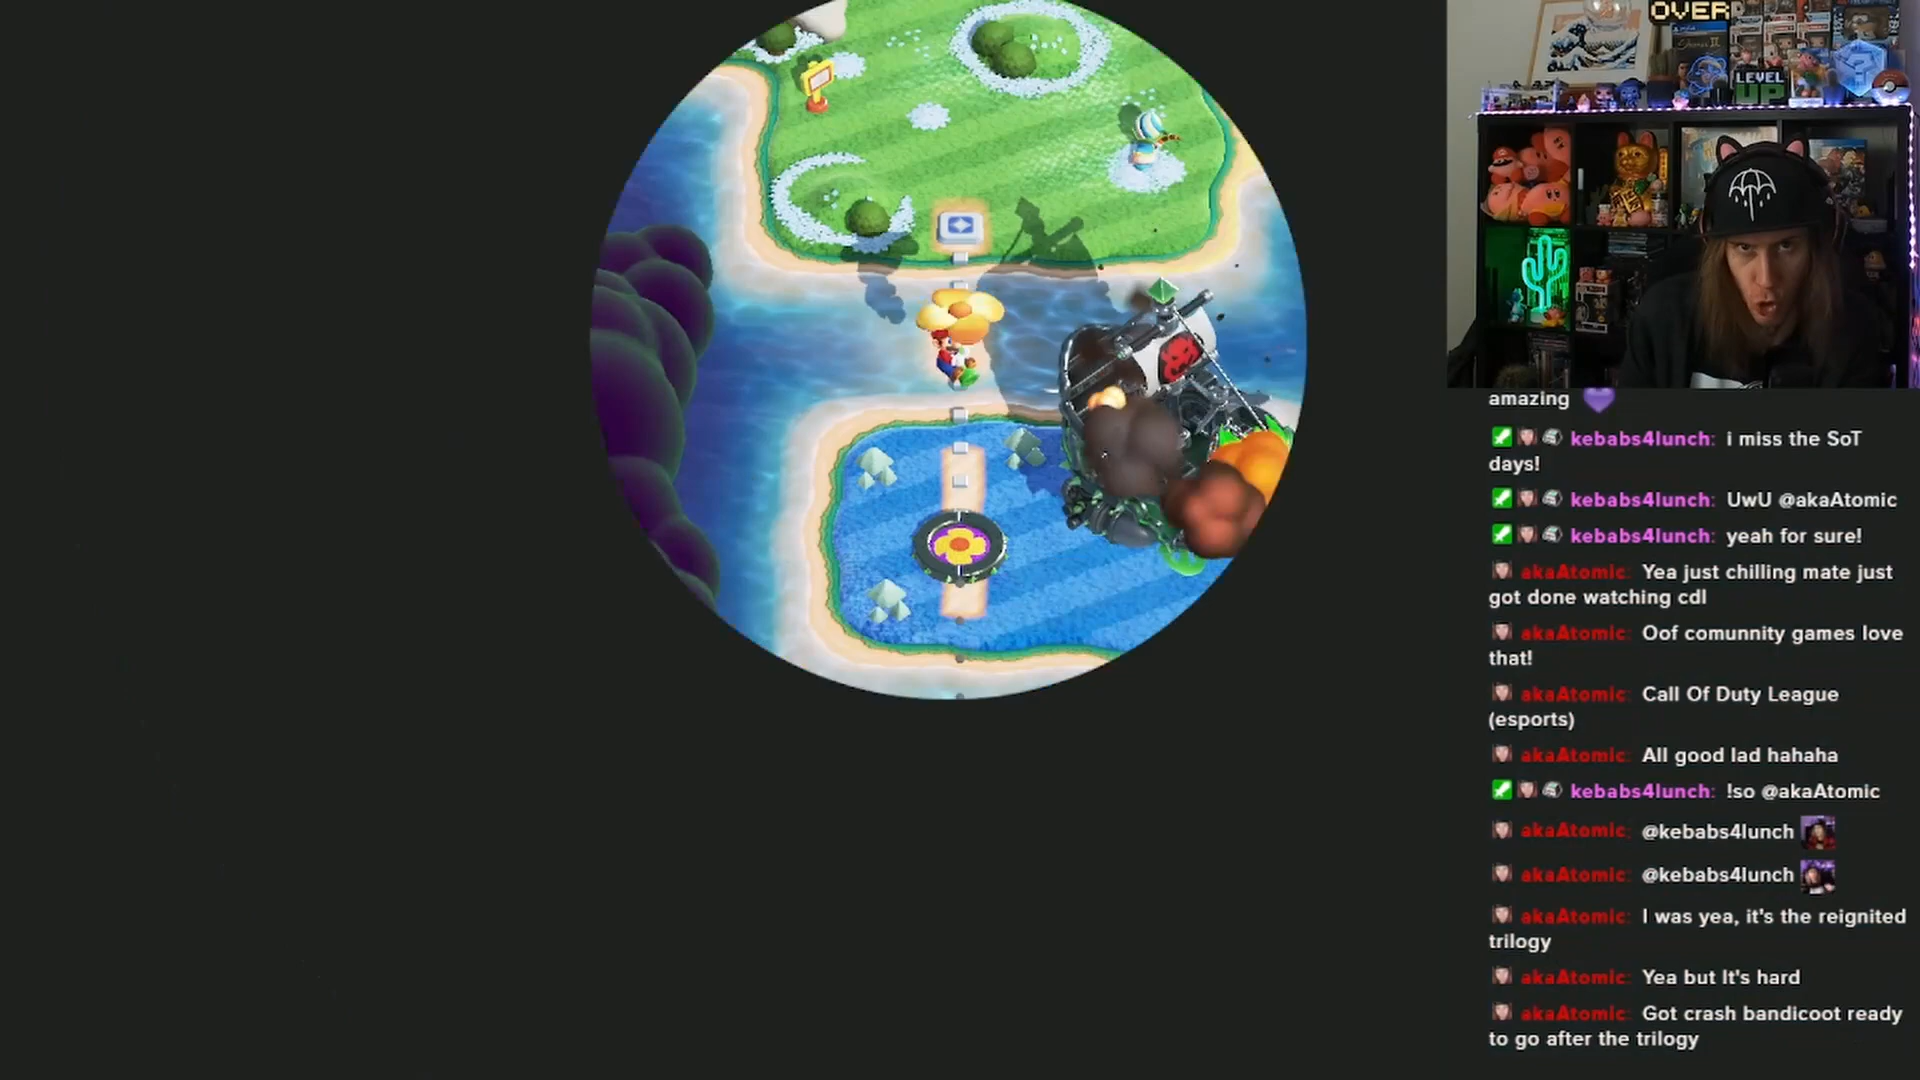 OVER
LEVEL
UP
amazing
kebabs4lunch: i miss the SoT
days!
kebabs4lunch: UwU @akaAtomic
kebabs4lunch: yeah for sure!
akaAtomic: Yea just chilling mate just
got done watching cdl
akaAtomic: Oof comunnity games love
that!
akaAtomic: Call Of Duty League
(esports)
akaAtomic: All good lad hahaha
kebabs4lunch: !so @akaAtomic
akaAtomic: @kebabs4lunch
akaAtomic: @kebabs4lunch
akaAtomic: I was yea, it's the reignited
trilogy
akaAtomic: Yea but It's hard
akaAtomic: Got crash bandicoot ready
to go after the trilogy